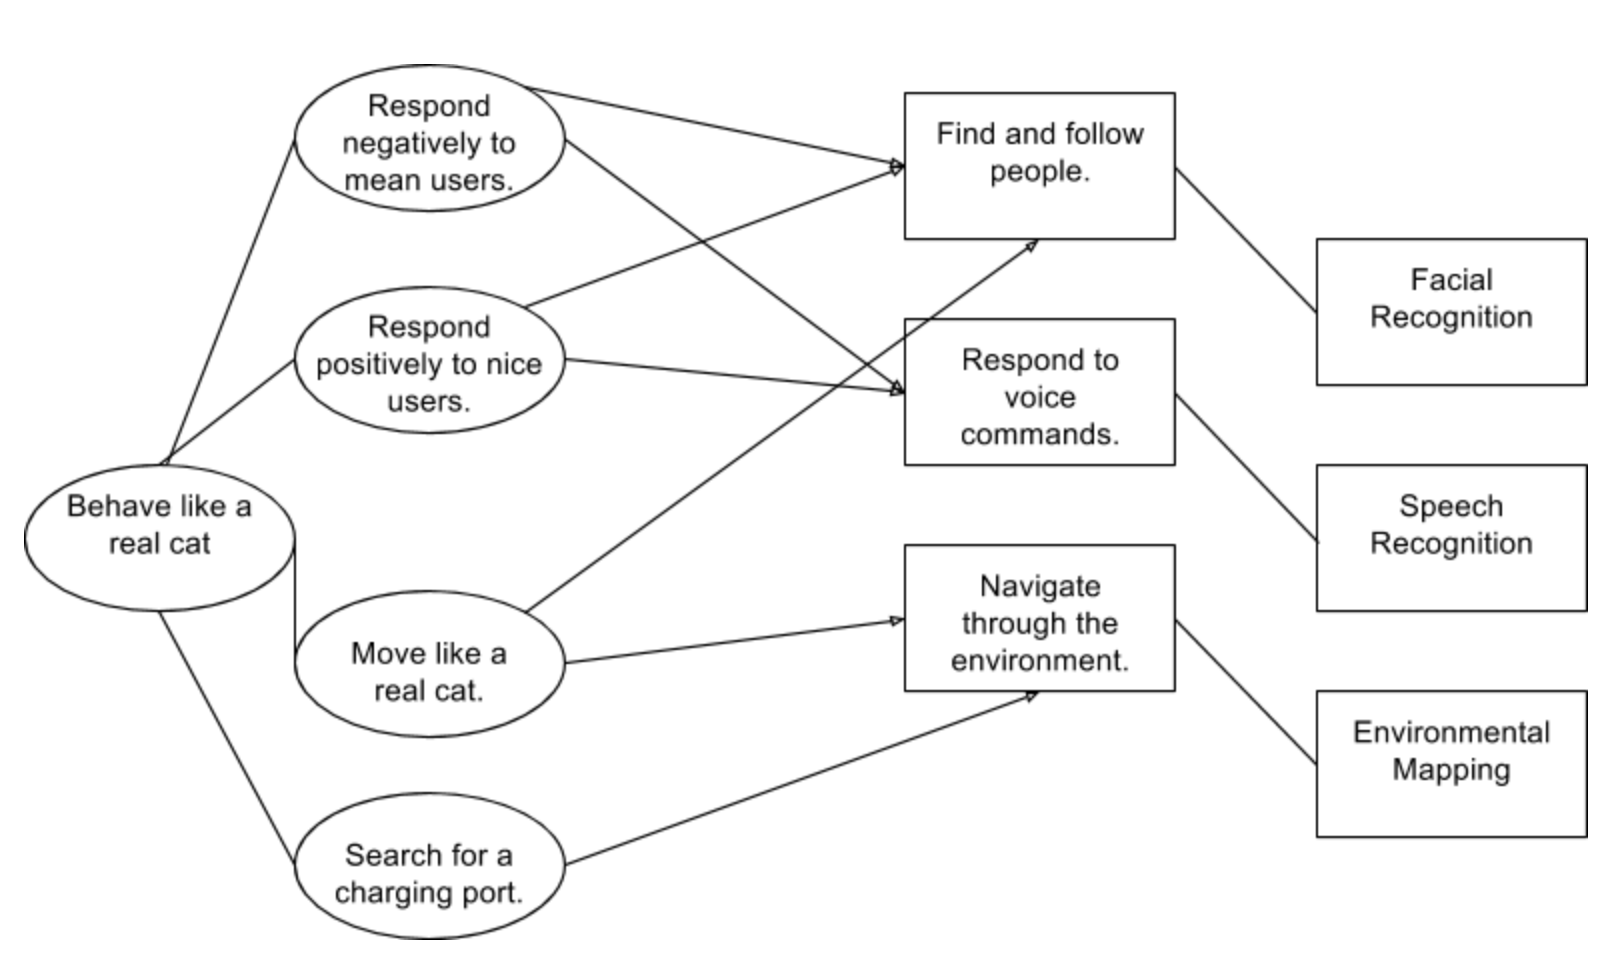 Respond
negatively to
mean users.
Find and follow
people.
Facial
Recognition
Respond
positively to nice
users.
Respond to
voice
commands.
Behave like a
real cat
Speech
Recognition
Navigate
through the
environment.
Move like a
real cat.
Environmental
Mapping
Search for a
charging port.